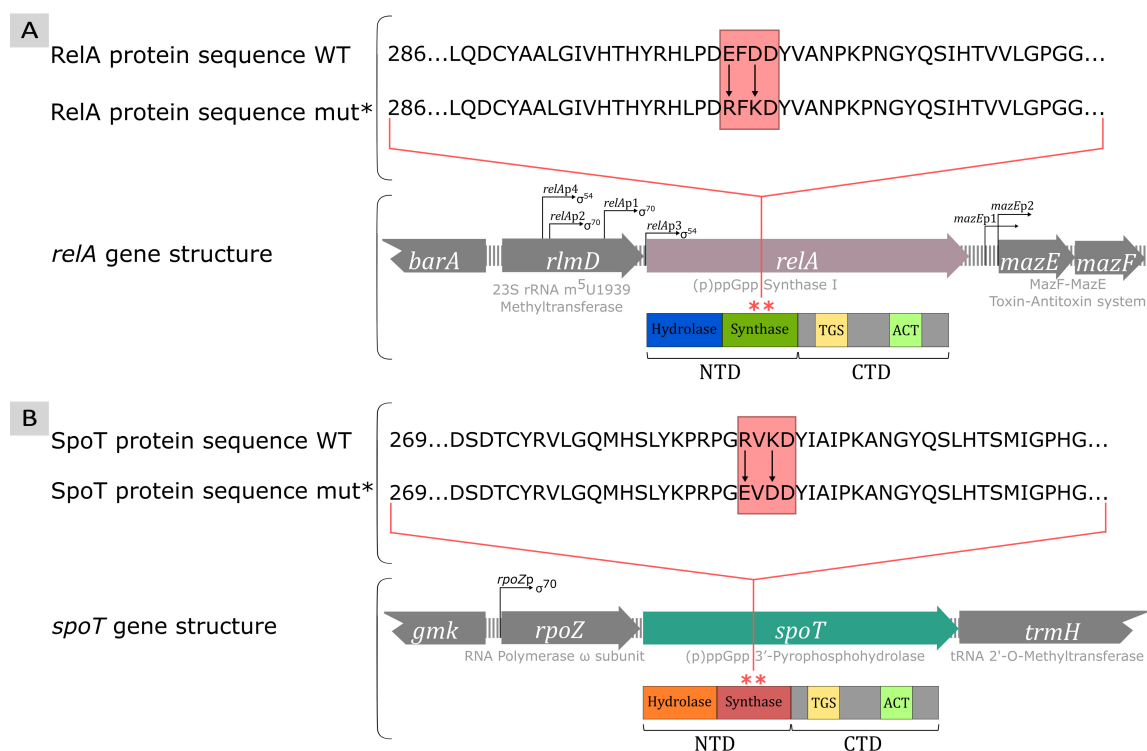 A
RelA protein sequence WT 286...LQDCYAALGIVHTHYRHLPDEFDDYVANPKPNGYQSIHTVVLGPGG...
RelA protein sequence mut* 286...LQDCYAALGIVHTHYRHLPDRFKDYVANPKPNGYQSIHTVVLGPGG...
relAp4 σ54
relAp2 σ70
relAp1 σ70
relAp3 σ54
mazEp1
mazEp2
relA gene structure
barA rlmD relA mazE mazF
23S rRNA m5U1939 Methyltransferase
(p)ppGpp Synthase I
MazF-MazE Toxin-Antitoxin system
**
Hydrolase Synthase TGS ACT
NTD CTD
B
SpoT protein sequence WT 269...DSDTCYRVLGQMHSLYKPRPGRVKDYIAIPKANGYQSLHTSMIGPHG...
SpoT protein sequence mut* 269...DSDTCYRVLGQMHSLYKPRPGEVDDYIAIPKANGYQSLHTSMIGPHG...
rpoZp σ70
spoT gene structure
gmk rpoZ spoT trmH
RNA Polymerase ω subunit (p)ppGpp 3′-Pyrophosphohydrolase tRNA 2'-O-Methyltransferase
**
Hydrolase Synthase TGS ACT
NTD CTD